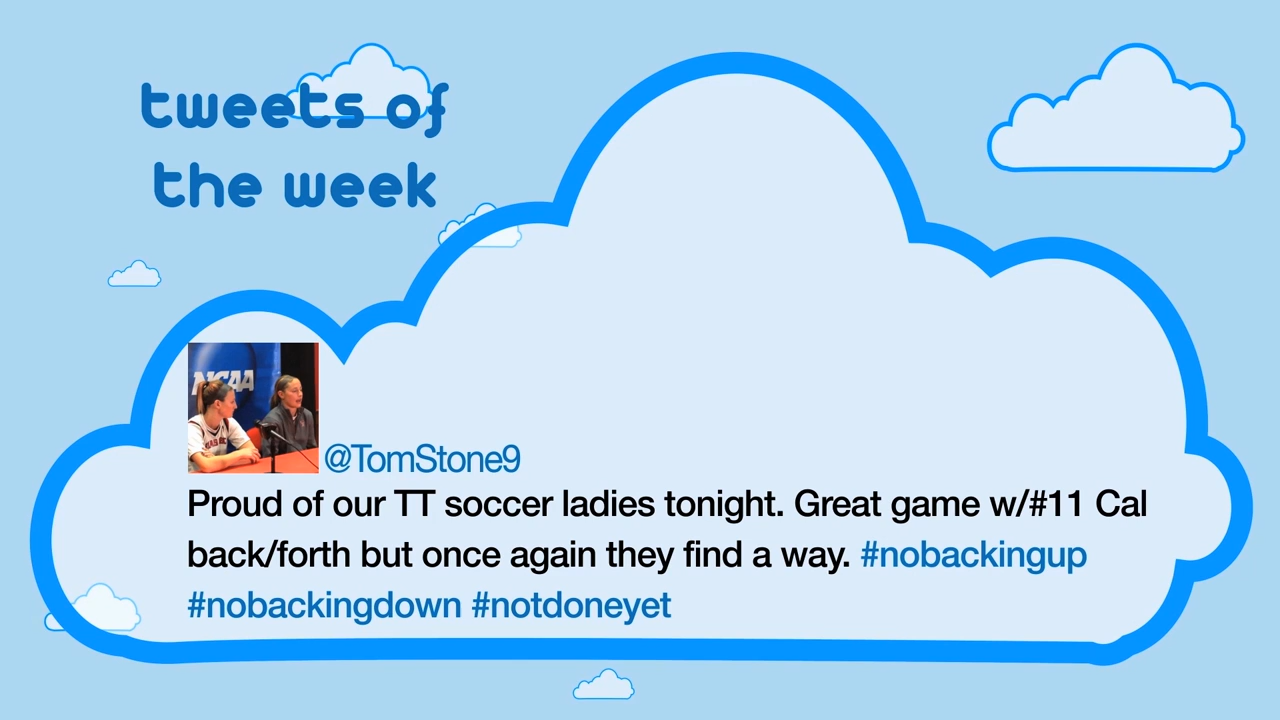 tweets of
the week
NCAA
@TomStone9
Proud of our TT soccer ladies tonight. Great game w/#11 Cal
back/forth but once again they find a way. #nobackingup
#nobackingdown #notdoneyet